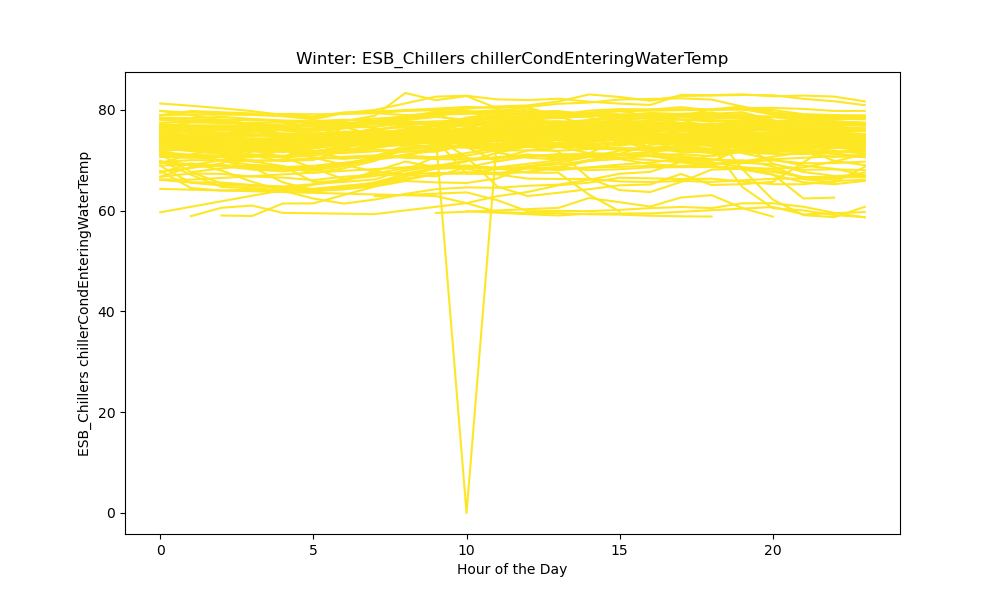 Winter: ESB_Chillers chillerCondEnteringWaterTemp
ESB_Chillers chillerCondEnteringWaterTemp
80
60
40
20
0
0 5 10 15 20
Hour of the Day